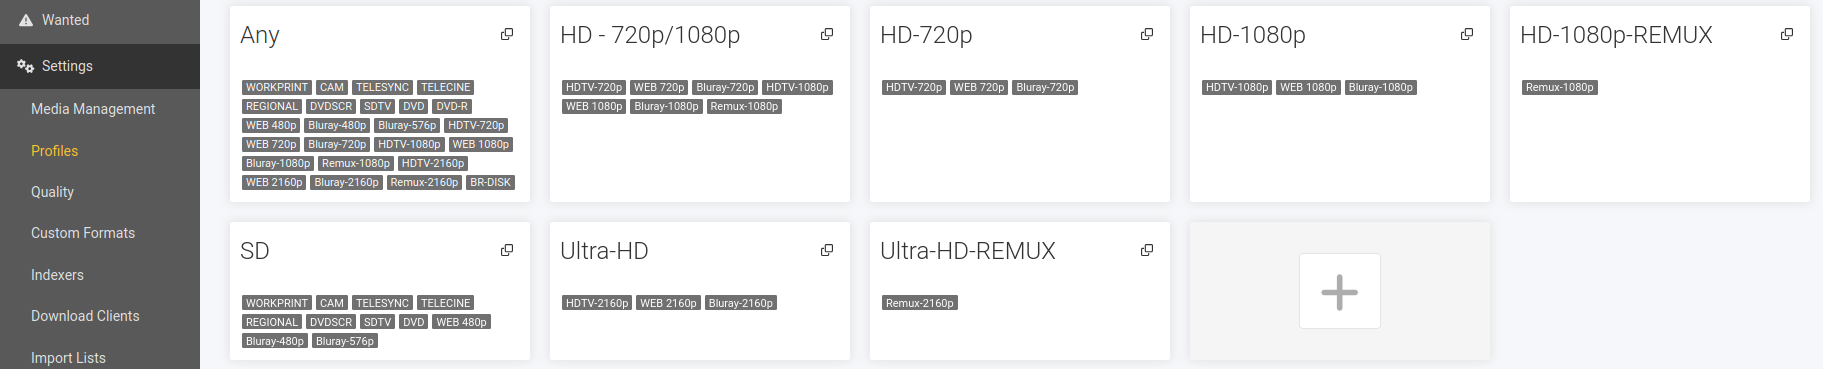 Wanted
Settings
Media Management
Profiles
Quality
Custom Formats
Indexers
Download Clients
Import Lists
Any
WORKPRINT CAM TELESYNC TELECINE
REGIONAL DVDSCR SDTV DVD DVD-R
WEB 480p Bluray-480p Bluray-576p HDTV-720p
WEB 720p Bluray-720p HDTV-1080p WEB 1080p
Bluray-1080p Remux-1080p HDTV-2160p
WEB 2160p Bluray-2160p Remux-2160p BR-DISK
HD - 720p/1080p
HDTV-720p WEB 720p Bluray-720p HDTV-1080p
WEB 1080p Bluray-1080p Remux-1080p
HD-720p
HDTV-720p WEB 720p Bluray-720p
HD-1080p
HDTV-1080p WEB 1080p Bluray-1080p
HD-1080p-REMUX
Remux-1080p
SD
WORKPRINT CAM TELESYNC TELECINE
REGIONAL DVDSCR SDTV DVD WEB 480p
Bluray-480p Bluray-576p
Ultra-HD
HDTV-2160p WEB 2160p Bluray-2160p
Ultra-HD-REMUX
Remux-2160p